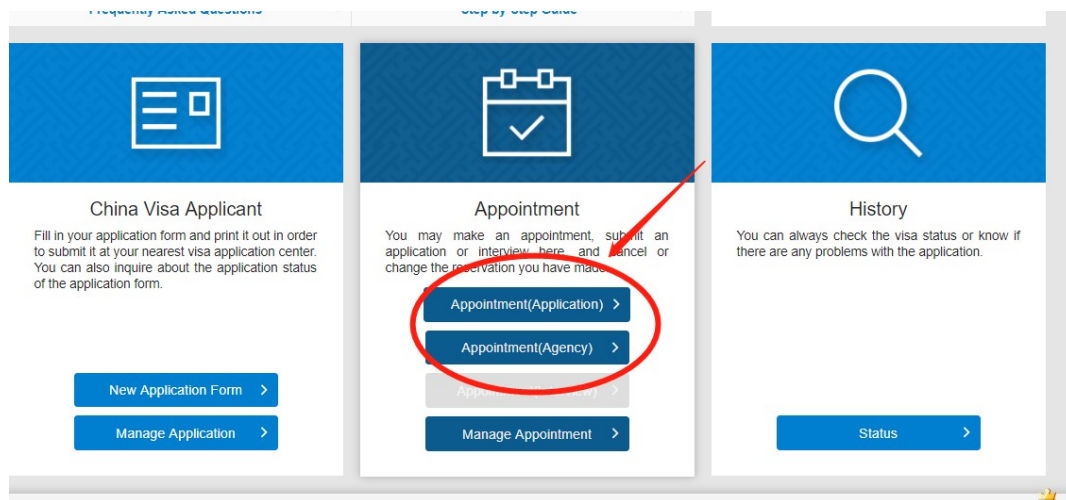 Frequently Asked Questions
Step by Step Guide
China Visa Applicant
Fill in your application form and print it out in order
to submit it at your nearest visa application center.
You can also inquire about the application status
of the application form.
New Application Form
Manage Application
Appointment
You may make an appointment, submit an
application or interview here, and cancel or
change the reservation you have made.
Appointment(Application)
Appointment(Agency)
Appointment(Interview)
Manage Appointment
History
You can always check the visa status or know if
there are any problems with the application.
Status